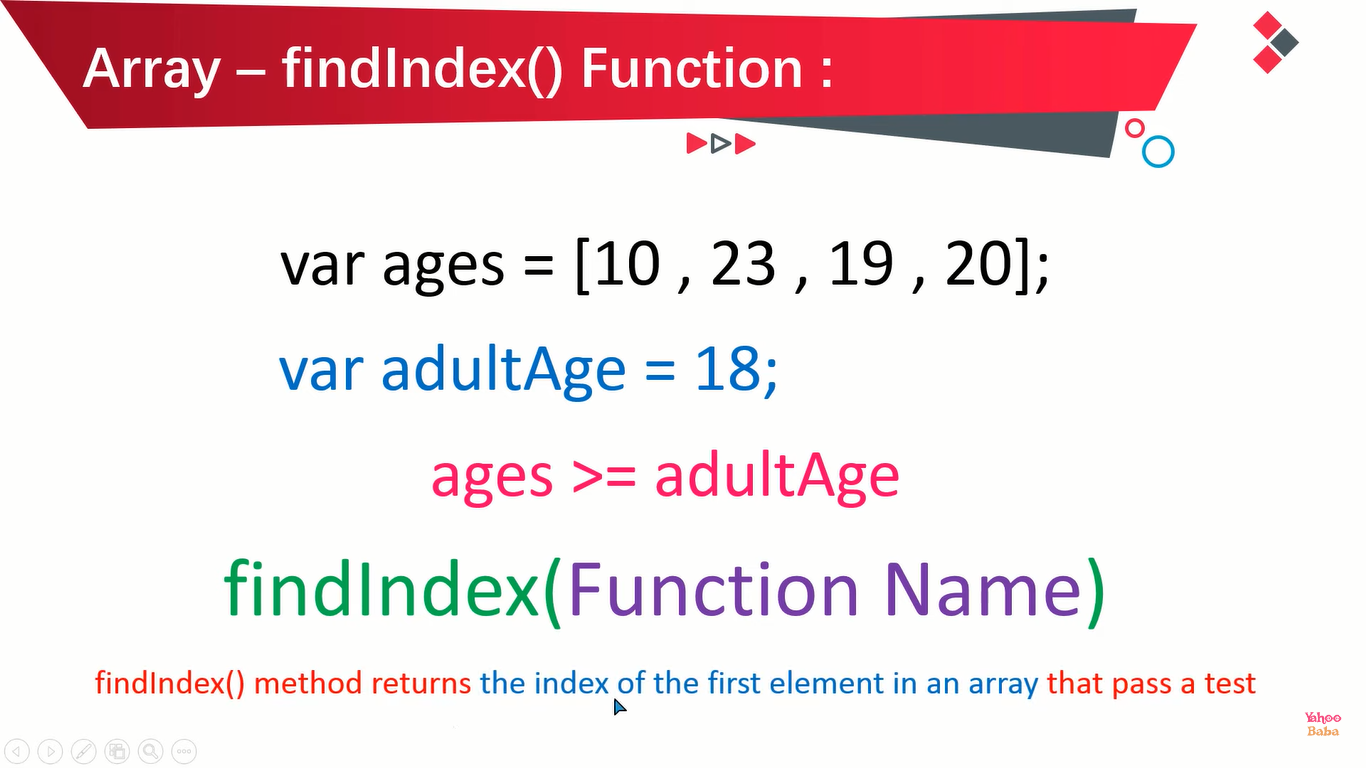 Array – findIndex() Function :
var ages = [10 , 23 , 19 , 20];
var adultAge = 18;
ages >= adultAge
findIndex(Function Name)
findIndex() method returns the index of the first element in an array that pass a test
Yahoo
Baba